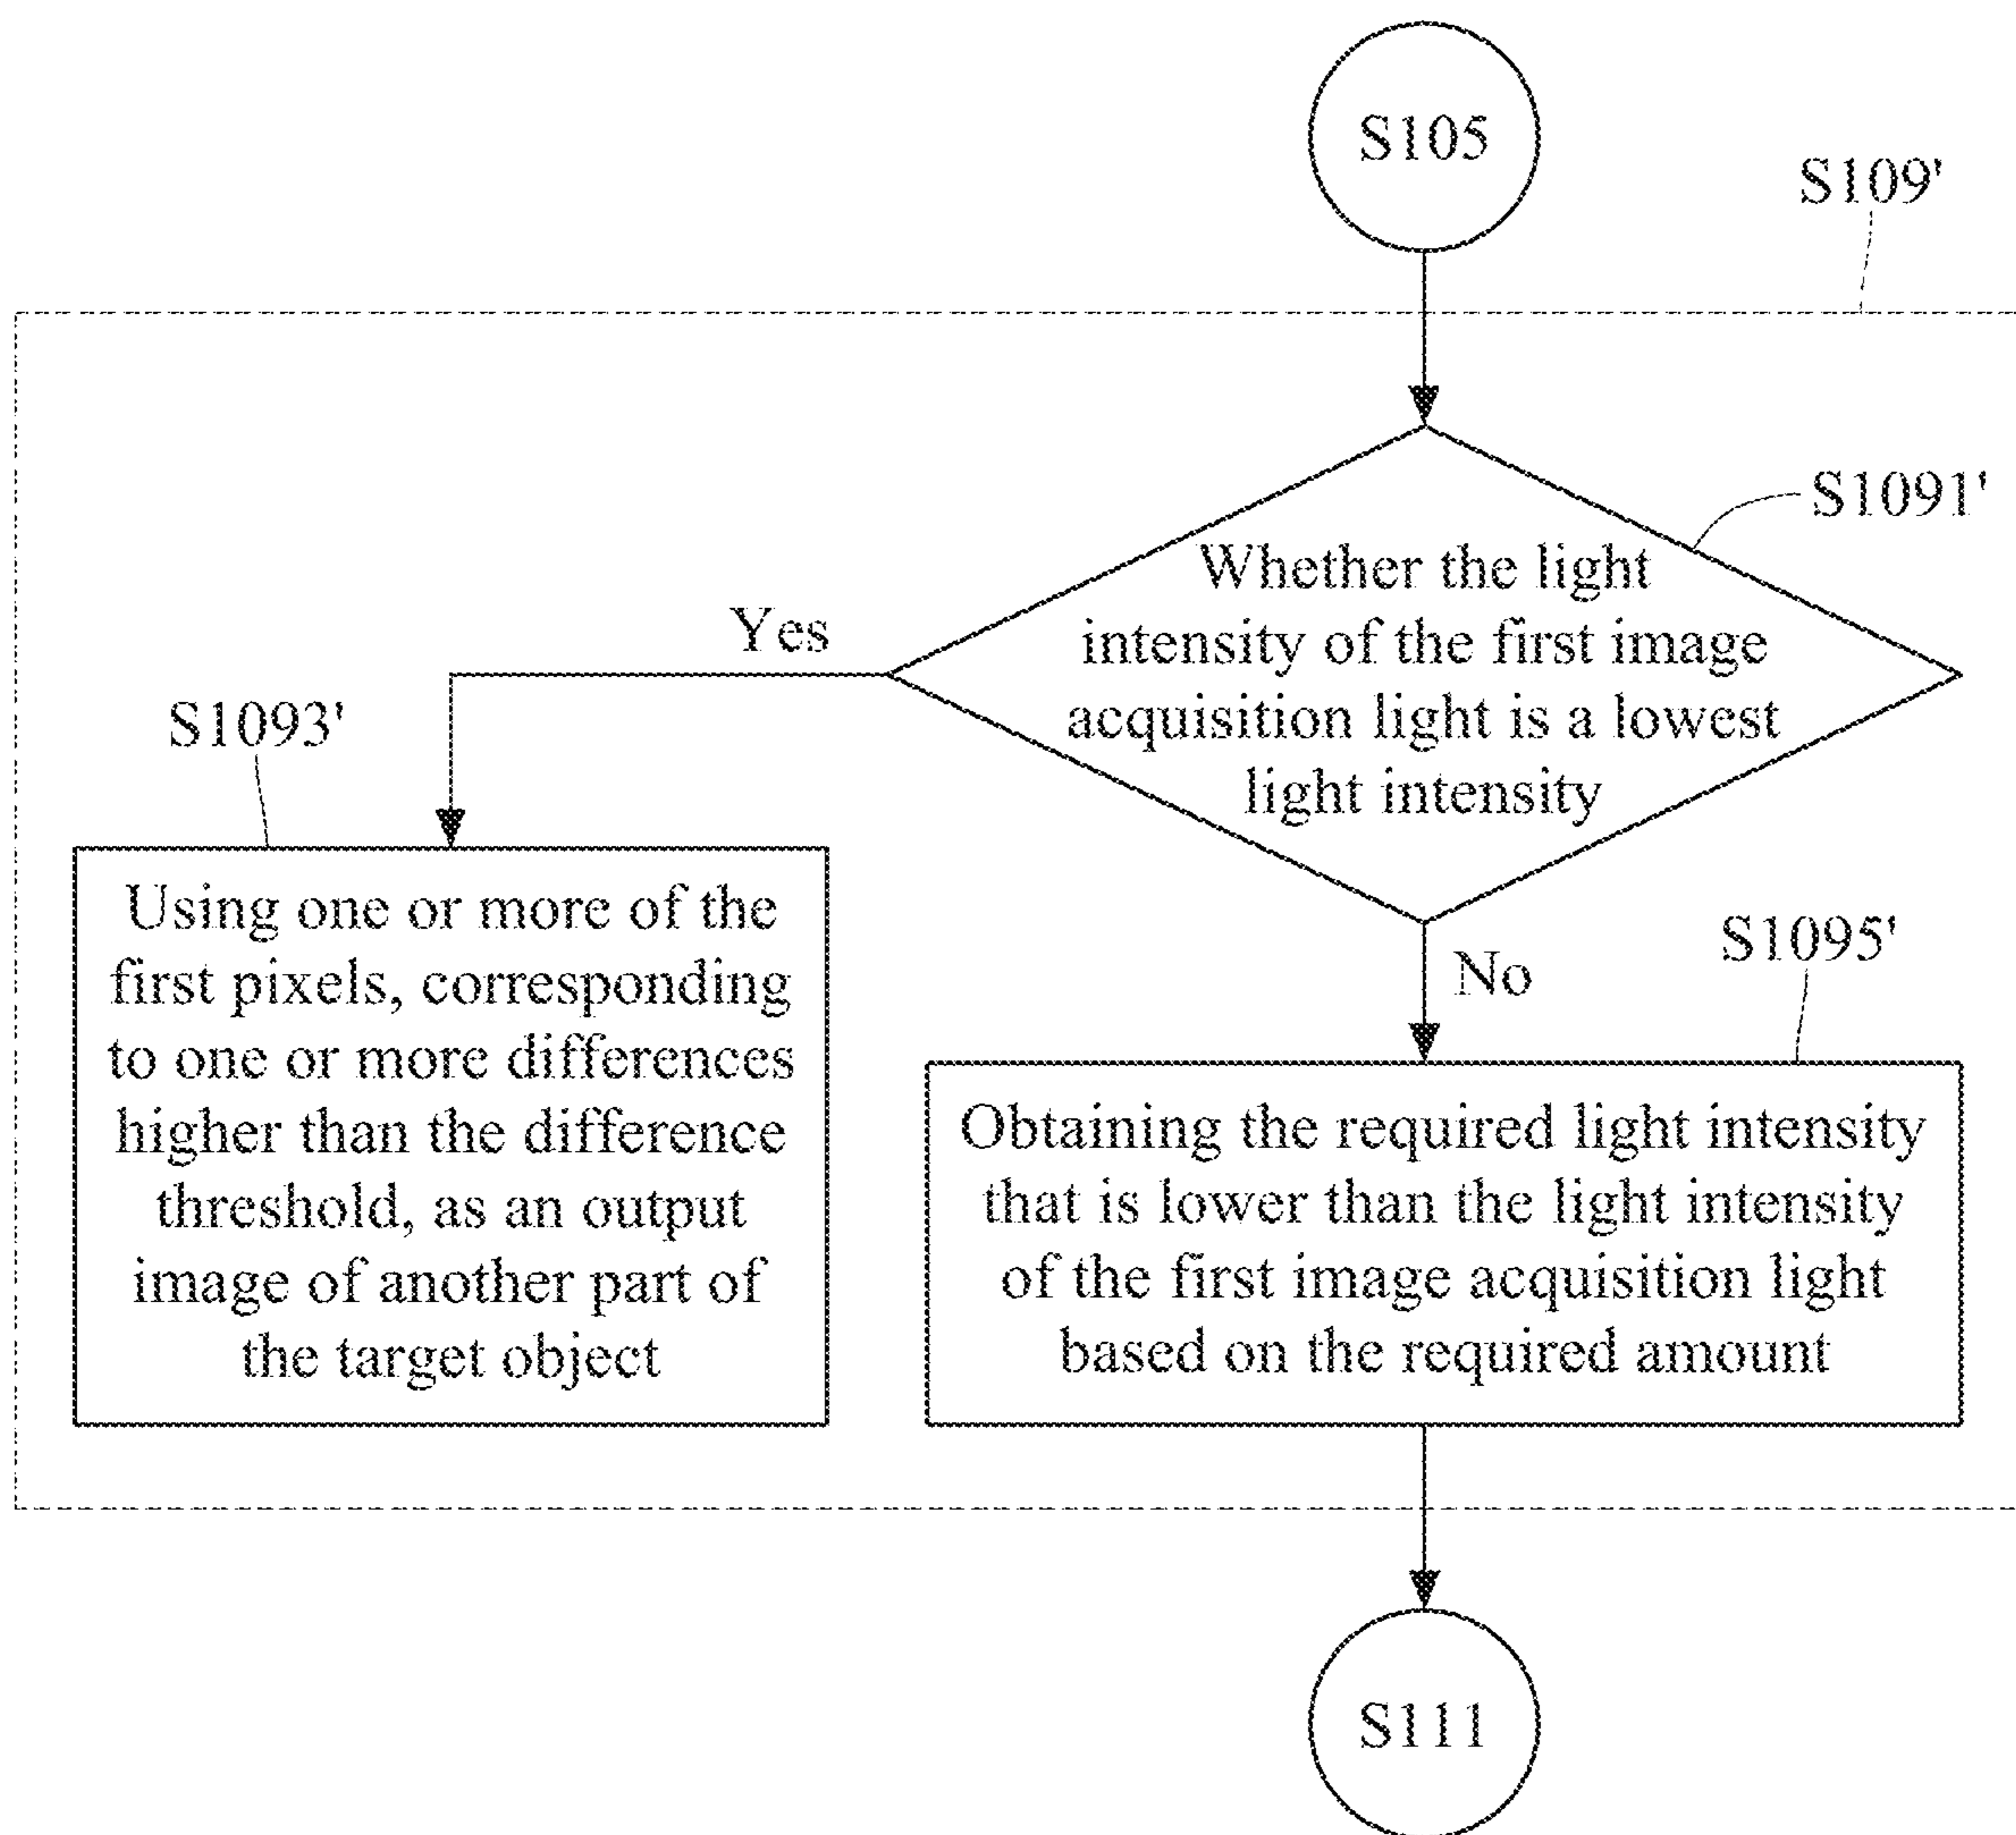 S105
S109'
S1091'
Whether the light
intensity of the first image
acquisition light is a lowest
light intensity
Yes
S1093'
Using one or more of the
first pixels, corresponding
to one or more differences
higher than the difference
threshold, as an output
image of another part of
the target object
No
S1095'
Obtaining the required light intensity
that is lower than the light intensity
of the first image acquisition light
based on the required amount
S111